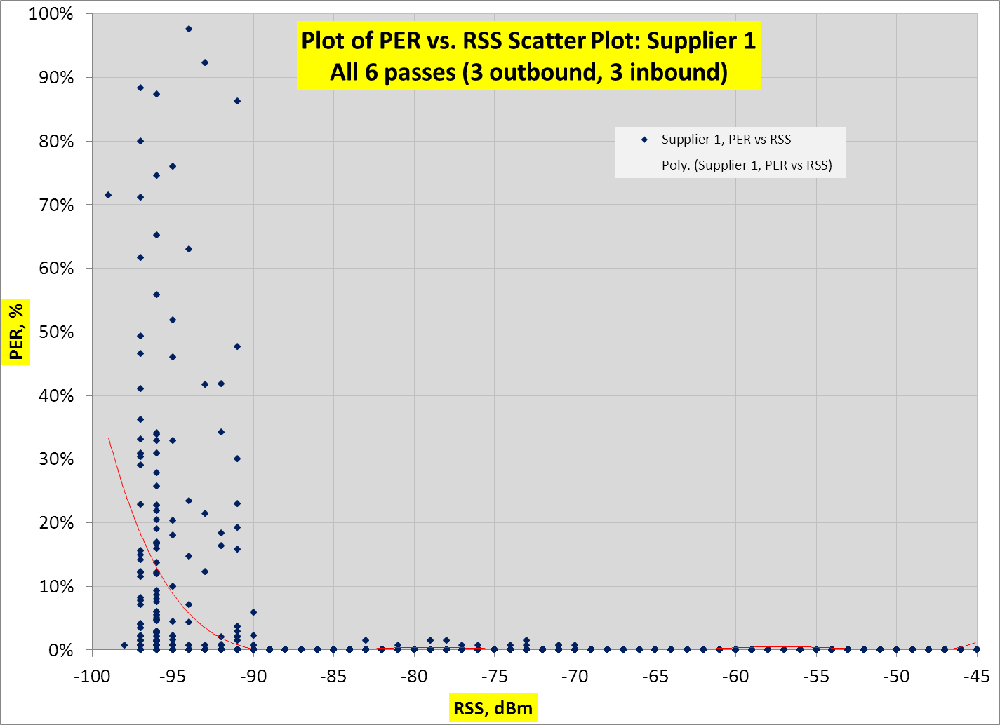 Plot of PER vs. RSS Scatter Plot: Supplier 1
All 6 passes (3 outbound, 3 inbound)
Supplier 1, PER vs RSS
Poly. (Supplier 1, PER vs RSS)
PER, %
100%
90%
80%
70%
60%
50%
40%
30%
20%
10%
0%
-100 -95 -90 -85 -80 -75 -70 -65 -60 -55 -50 -45
RSS, dBm